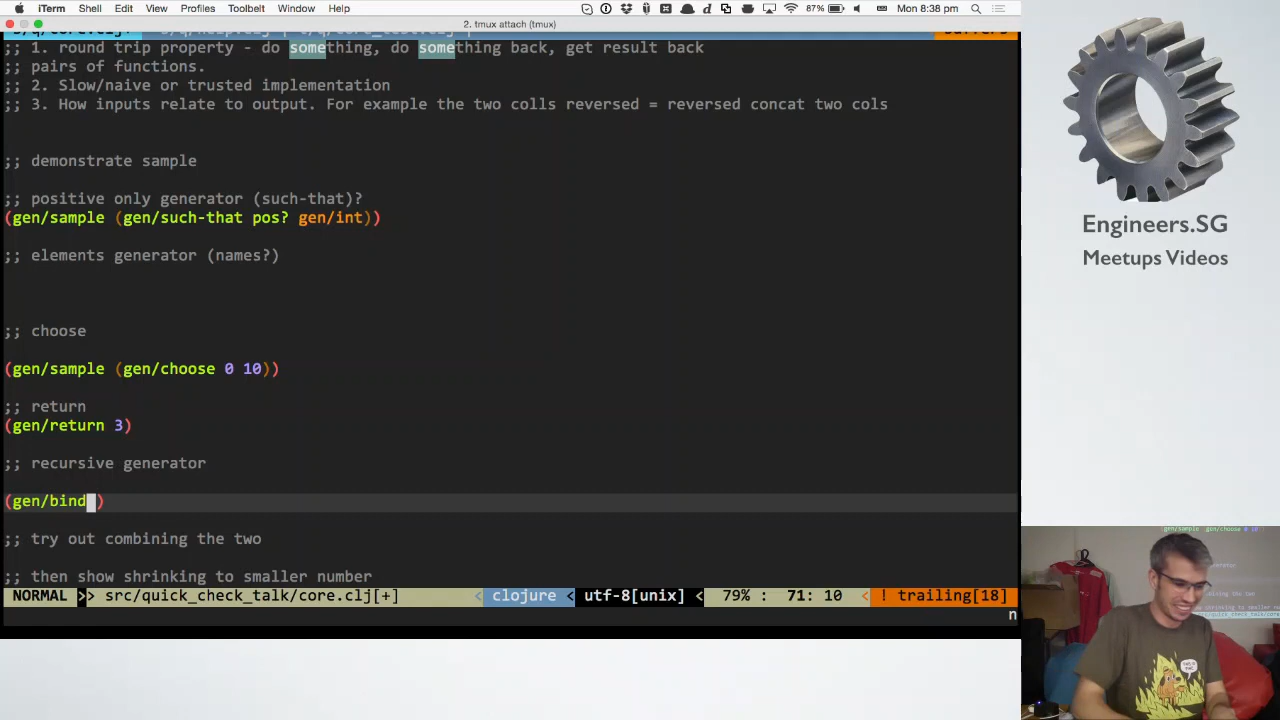 iTerm Shell Edit View Profiles Toolbelt Window Help 87% Mon 8:38 pm
2. tmux attach (tmux)
;; 1. round trip property - do something, do something back, get result back
;; pairs of functions.
;; 2. Slow/naive or trusted implementation
;; 3. How inputs relate to output. For example the two colls reversed = reversed concat two cols
;; demonstrate sample
;; positive only generator (such-that)?
(gen/sample (gen/such-that pos? gen/int))
;; elements generator (names?)
;; choose
(gen/sample (gen/choose 0 10))
;; return
(gen/return 3)
;; recursive generator
(gen/bind )
;; try out combining the two
;; then show shrinking to smaller number
NORMAL >> src/quick_check_talk/core.clj[+] < clojure < utf-8[unix] < 79% : 71: 10 < ! trailing[18]
n
Engineers.SG
Meetups Videos